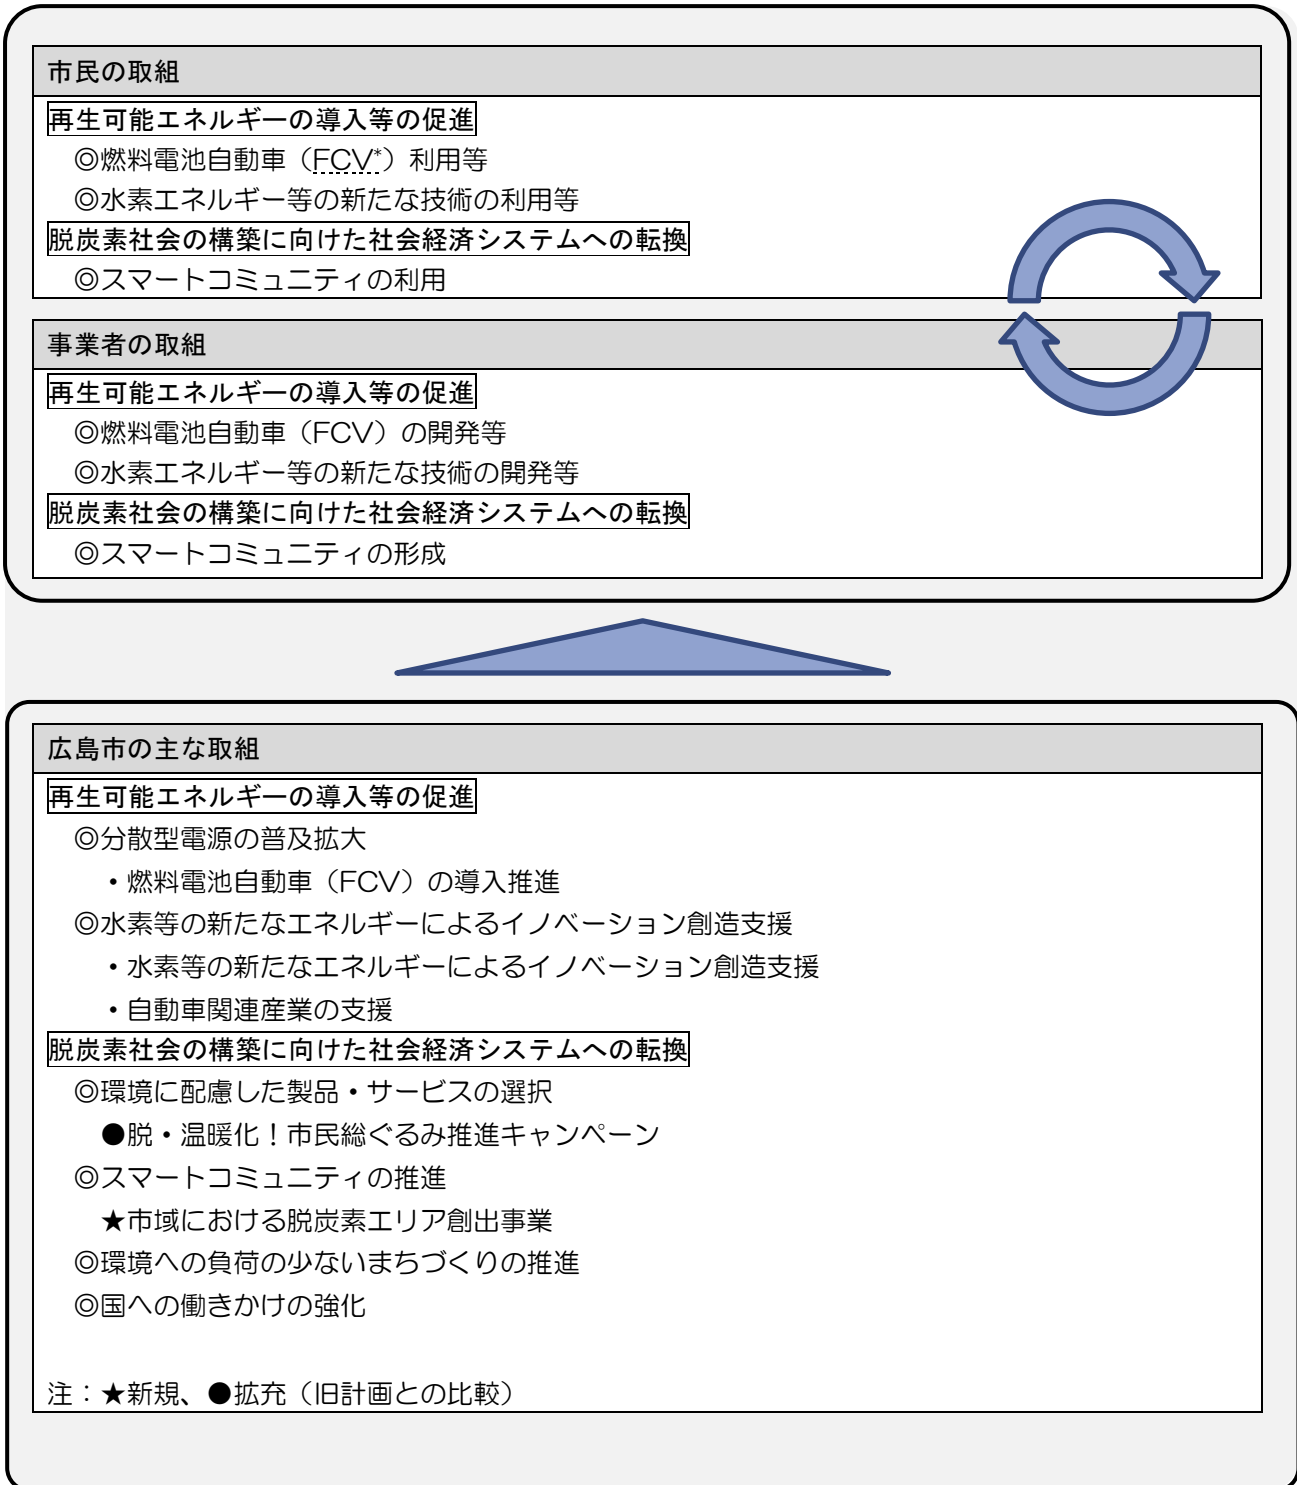 市民の取組
再生可能エネルギーの導入等の促進
◎燃料電池自動車（FCV*）利用等
◎水素エネルギー等の新たな技術の利用等
脱炭素社会の構築に向けた社会経済システムへの転換
◎スマートコミュニティの利用
事業者の取組
再生可能エネルギーの導入等の促進
◎燃料電池自動車（FCV）の開発等
◎水素エネルギー等の新たな技術の開発等
脱炭素社会の構築に向けた社会経済システムへの転換
◎スマートコミュニティの形成
広島市の主な取組
再生可能エネルギーの導入等の促進
◎分散型電源の普及拡大
・燃料電池自動車（FCV）の導入推進
◎水素等の新たなエネルギーによるイノベーション創造支援
・水素等の新たなエネルギーによるイノベーション創造支援
・自動車関連産業の支援
脱炭素社会の構築に向けた社会経済システムへの転換
◎環境に配慮した製品・サービスの選択
●脱・温暖化！市民総ぐるみ推進キャンペーン
◎スマートコミュニティの推進
★市域における脱炭素エリア創出事業
◎環境への負荷の少ないまちづくりの推進
◎国への働きかけの強化
注：★新規、●拡充（旧計画との比較）